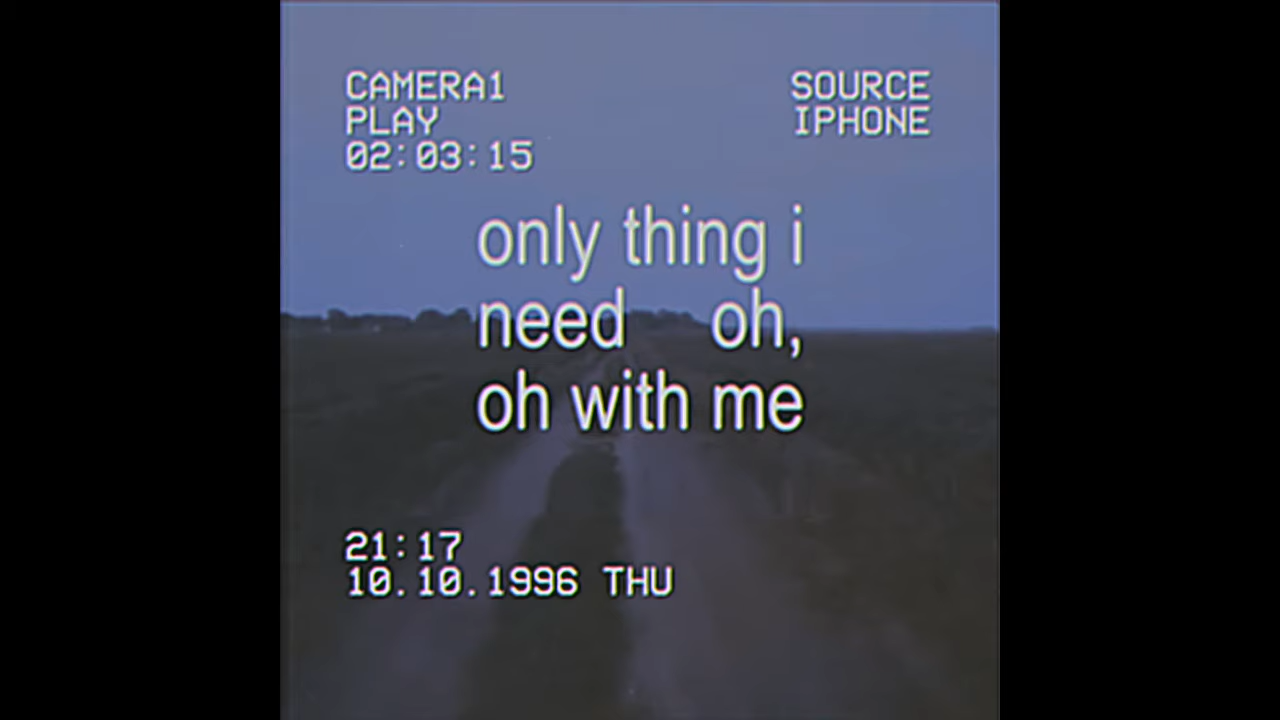 CAMERA1
PLAY
02:03:15
SOURCE
IPHONE
only thing i
need oh,
oh with me
21:17
10.10.1996 THU